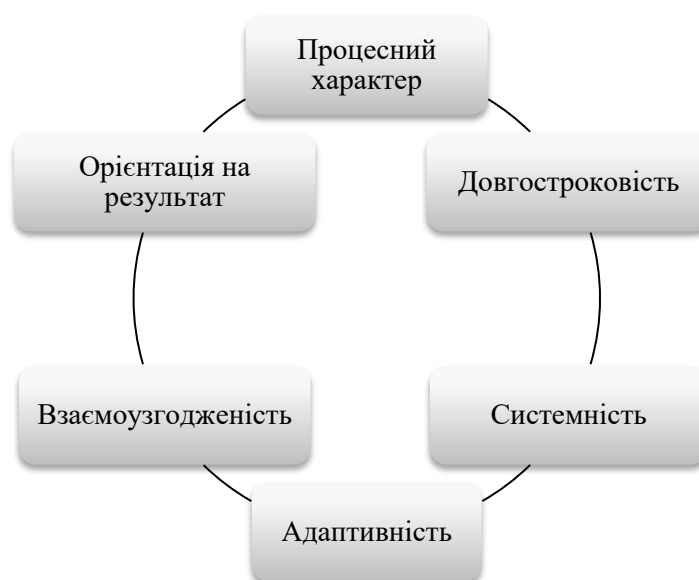 Процесний
характер
Довгостроковість
Системність
Адаптивність
Взаємоузгодженість
Орієнтація на
результат